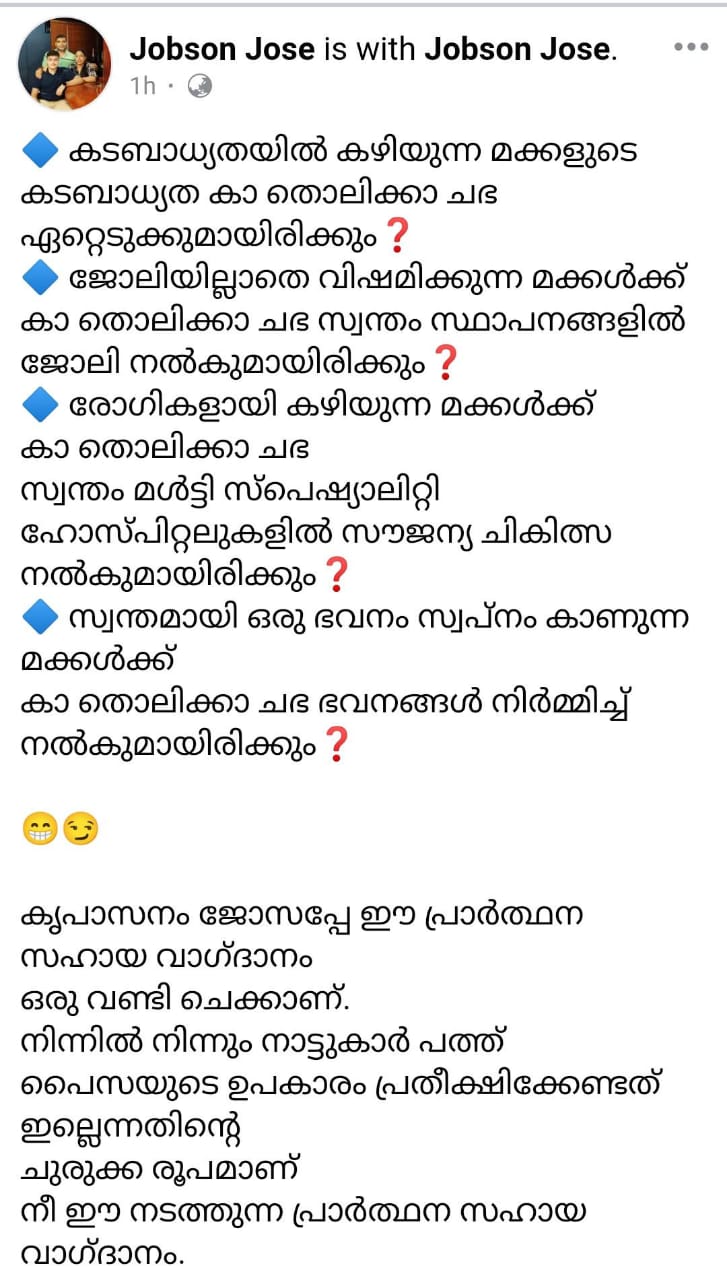 Jobson Jose is with Jobson Jose.
1h ·
🔷 കടബാധ്യതയിൽ കഴിയുന്ന മക്കളുടെ
കടബാധ്യത കാ തൊലിക്കാ ചഭ
ഏറ്റെടുക്കുമായിരിക്കും❓
🔷 ജോലിയില്ലാതെ വിഷമിക്കുന്ന മക്കൾക്ക്
കാ തൊലിക്കാ ചഭ സ്വന്തം സ്ഥാപനങ്ങളിൽ
ജോലി നൽകുമായിരിക്കും❓
🔷 രോഗികളായി കഴിയുന്ന മക്കൾക്ക്
കാ തൊലിക്കാ ചഭ
സ്വന്തം മൾട്ടി സ്പെഷ്യാലിറ്റി
ഹോസ്പിറ്റലുകളിൽ സൗജന്യ ചികിത്സ
നൽകുമായിരിക്കും❓
🔷 സ്വന്തമായി ഒരു ഭവനം സ്വപ്നം കാണുന്ന
മക്കൾക്ക്
കാ തൊലിക്കാ ചഭ ഭവനങ്ങൾ നിർമ്മിച്ച്
നൽകുമായിരിക്കും❓
😁😏
കൃപാസനം ജോസപ്പേ ഈ പ്രാർത്ഥന
സഹായ വാഗ്ദാനം
ഒരു വണ്ടി ചെക്കാണ്.
നിന്നിൽ നിന്നും നാട്ടുകാർ പത്ത്
പൈസയുടെ ഉപകാരം പ്രതീക്ഷിക്കേണ്ടത്
ഇല്ലെന്നതിന്റെ
ചുരുക്ക രൂപമാണ്
നീ ഈ നടത്തുന്ന പ്രാർത്ഥന സഹായ
വാഗ്ദാനം.